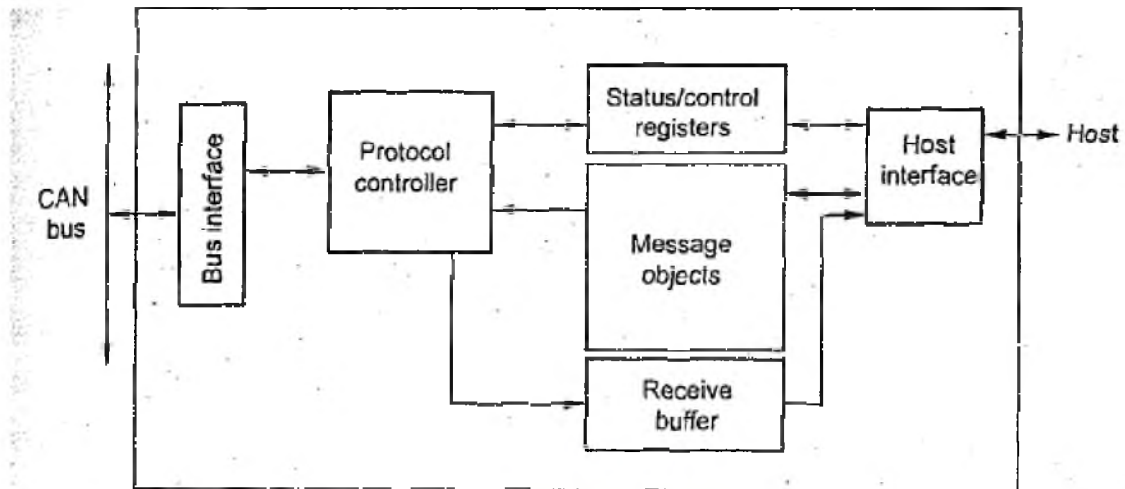 CAN
bus
Bus interface
Protocol
controller
Status/control
registers
Message
objects
Receive
buffer
Host
interface
Host